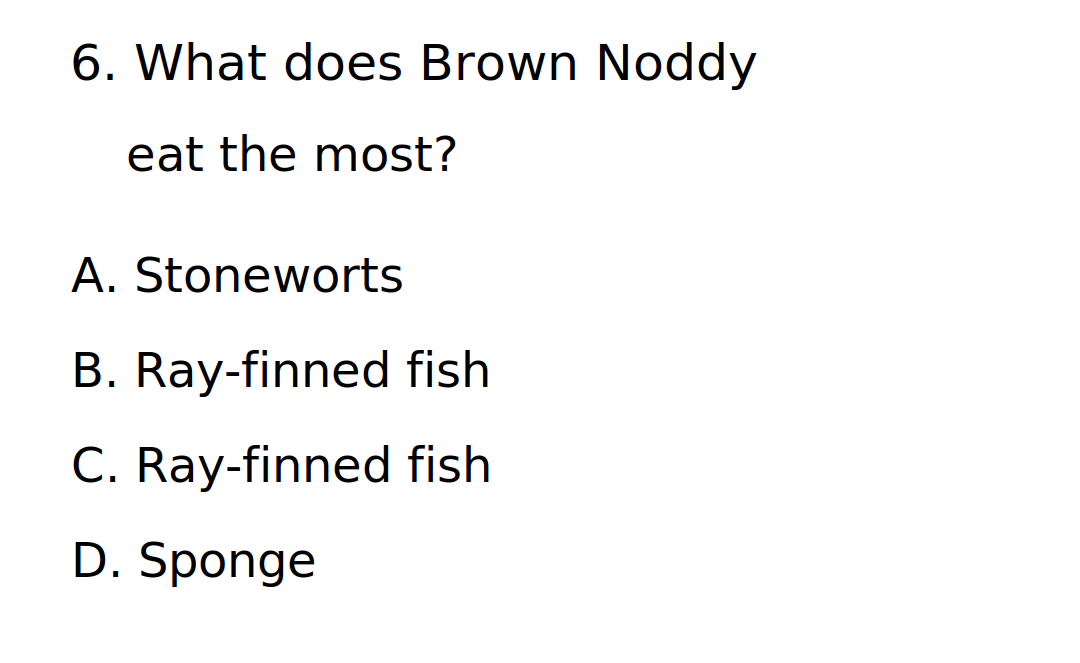 6. What does Brown Noddy
eat the most?
A. Stoneworts
B. Ray-finned fish
C. Ray-finned fish
D. Sponge